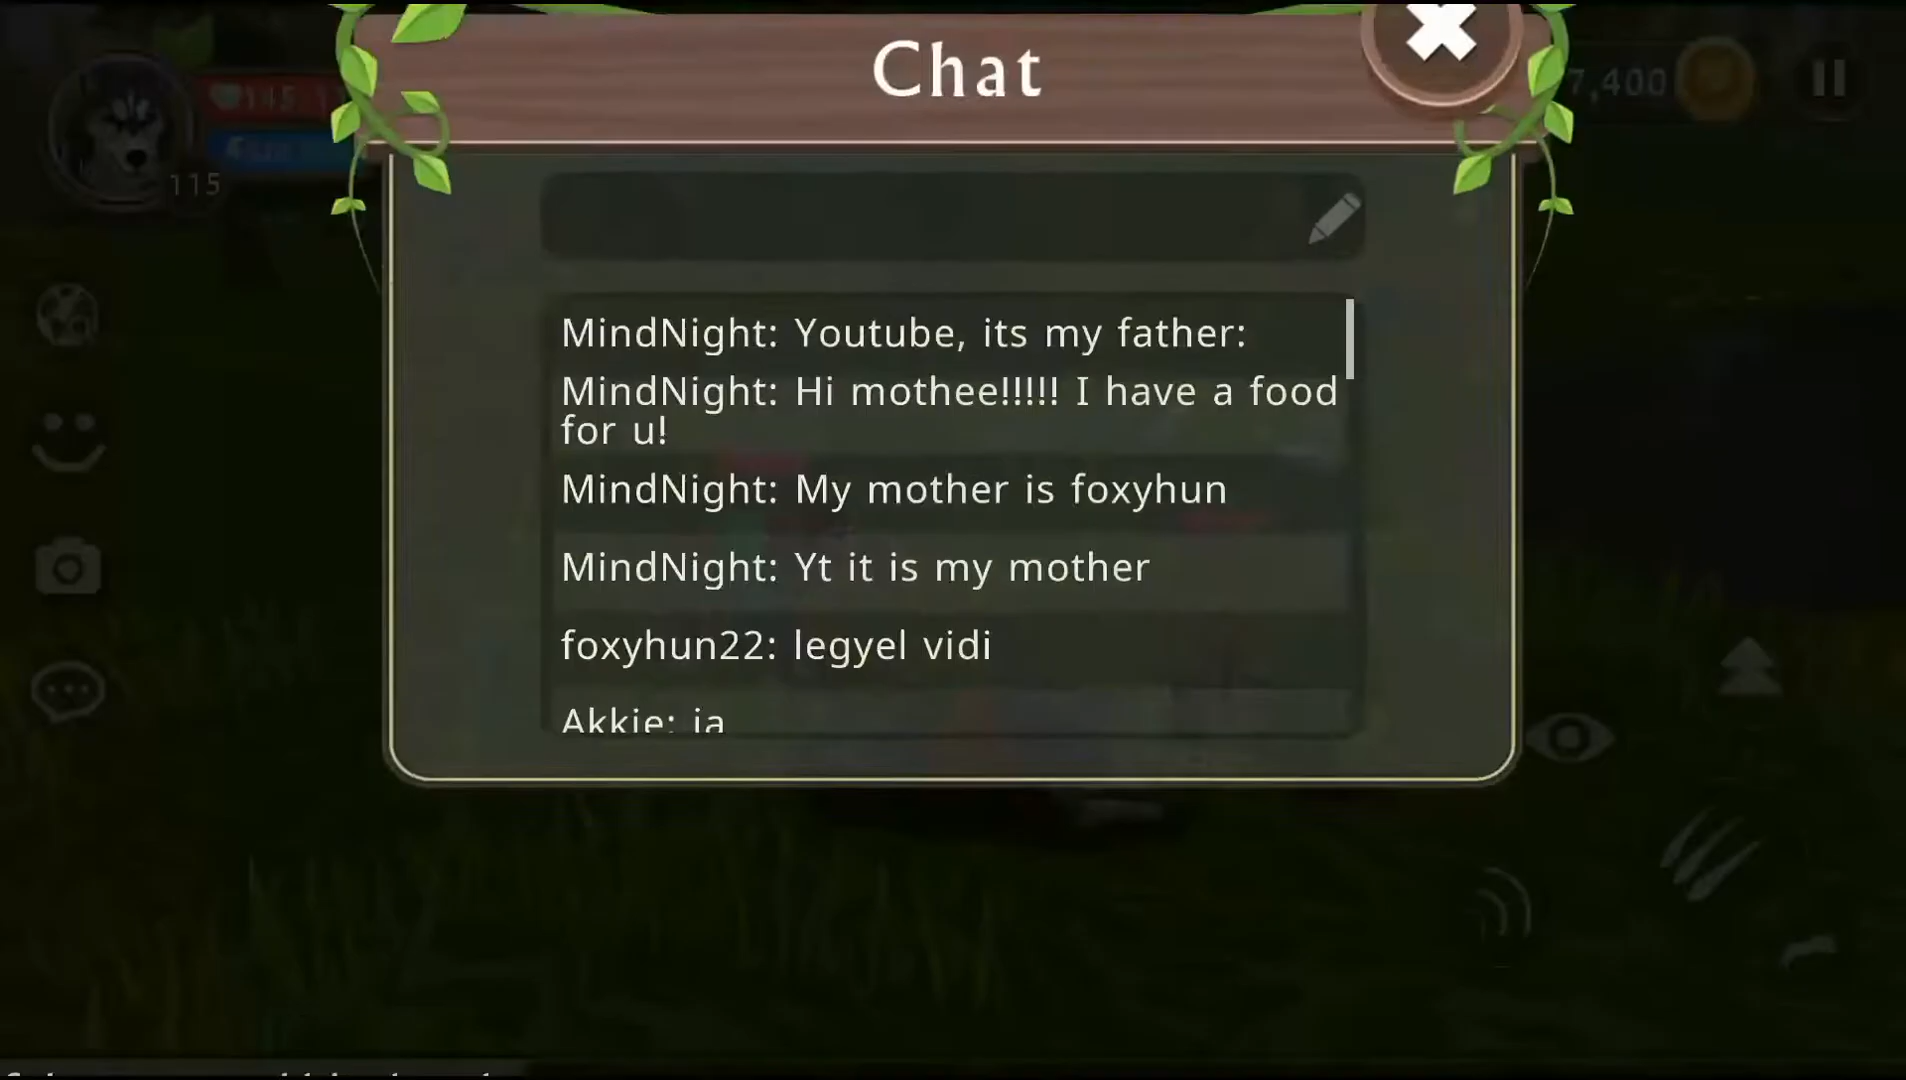 Chat
145
7,400
115
MindNight: Youtube, its my father:
MindNight: Hi mothee!!!!! I have a food
for u!
MindNight: My mother is foxyhun
MindNight: Yt it is my mother
foxyhun22: legyel vidi
Akkie: ja